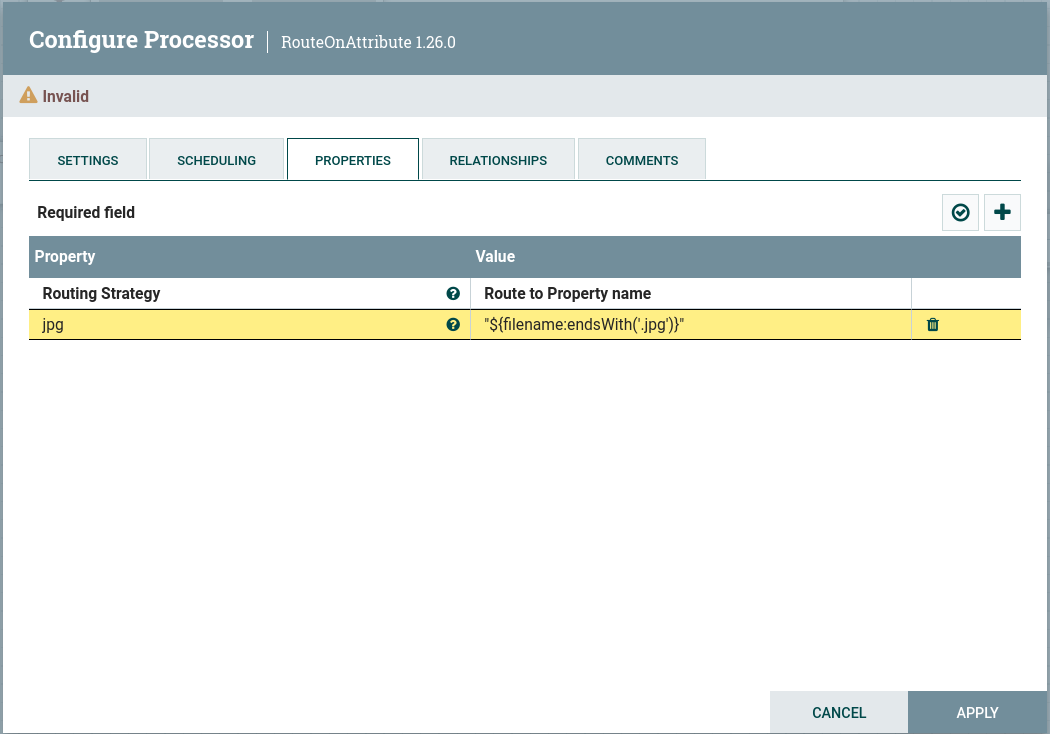 Configure Processor | RouteOnAttribute 1.26.0
Invalid
SETTINGS SCHEDULING PROPERTIES RELATIONSHIPS COMMENTS
Required field
Property Value
Routing Strategy Route to Property name
jpg "${filename:endsWith('.jpg')}"
CANCEL APPLY